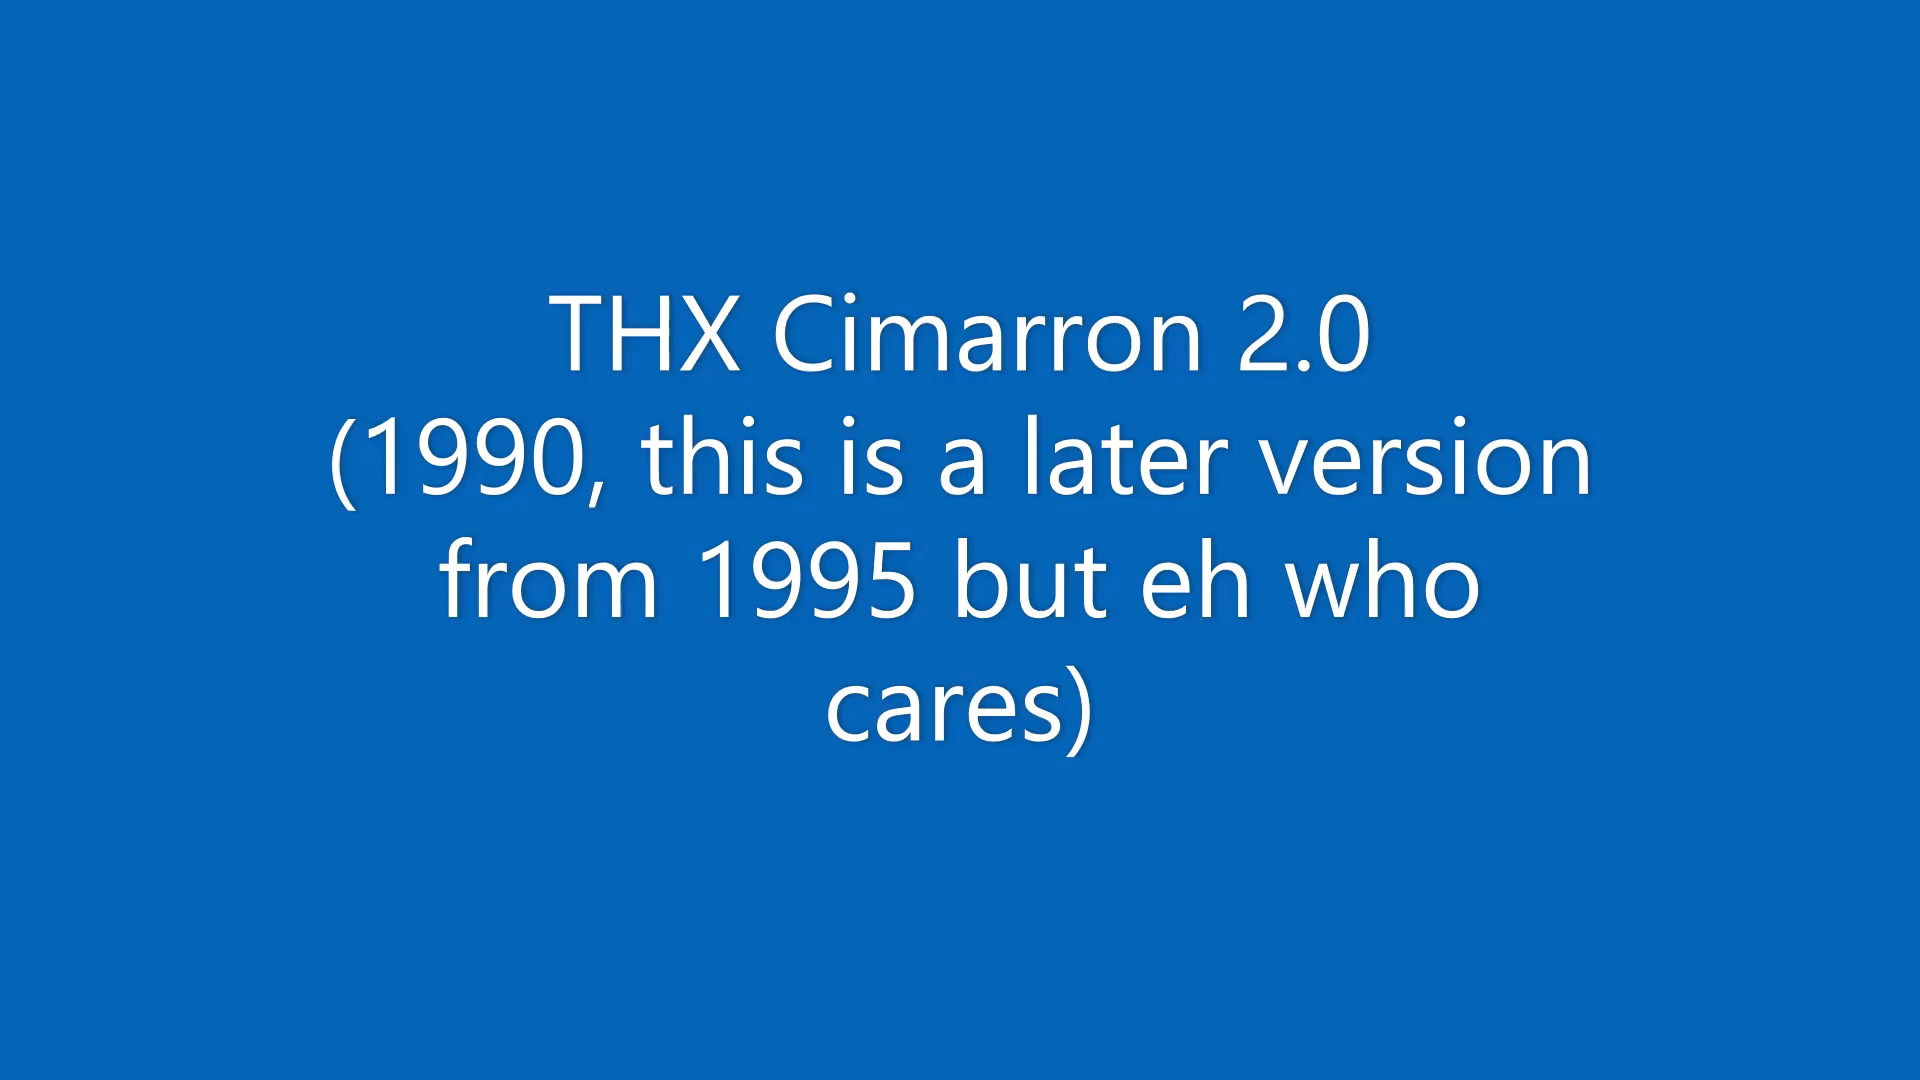 THX Cimarron 2.0
(1990, this is a later version
from 1995 but eh who
cares)